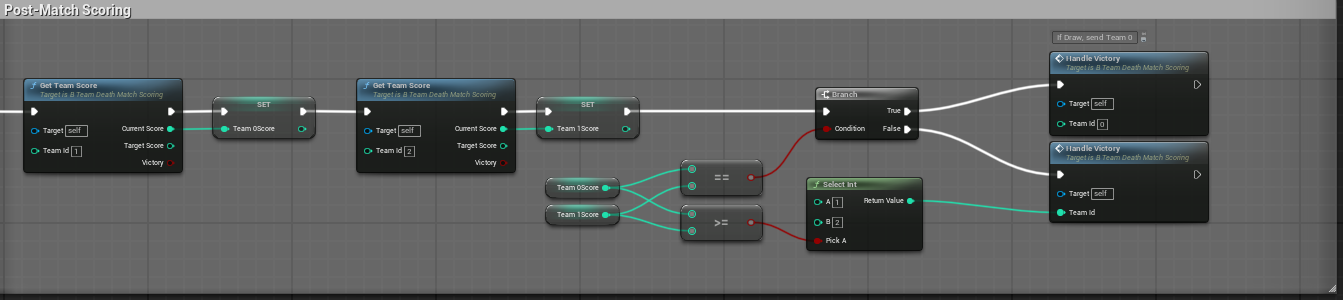 Post-Match Scoring
If Draw, send Team 0
Get Team Score
Target is B Team Death Match Scoring
Target self
Team Id 1
Current Score
Target Score
Victory
SET
Team 0Score
Get Team Score
Target is B Team Death Match Scoring
Target self
Team Id 2
Current Score
Target Score
Victory
SET
Team 1Score
Team 0Score
Team 1Score
==
>=
Branch
Condition
True
False
Select Int
A 1
B 2
Pick A
Return Value
Handle Victory
Target is B Team Death Match Scoring
Target self
Team Id 0
Handle Victory
Target is B Team Death Match Scoring
Target self
Team Id